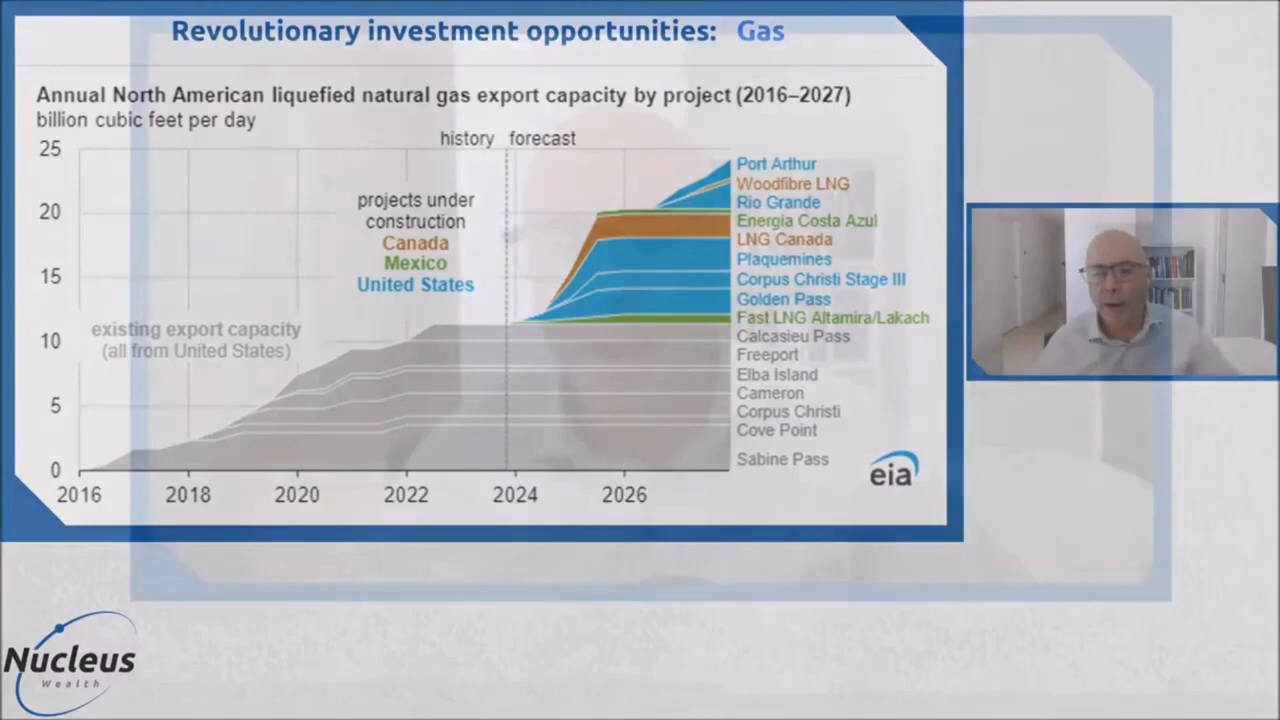 Revolutionary investment opportunities: Gas
Annual North American liquefied natural gas export capacity by project (2016–2027)
billion cubic feet per day
history forecast
25
20
15
10
5
0
projects under
construction
Canada
Mexico
United States
existing export capacity
(all from United States)
Port Arthur
Woodfibre LNG
Rio Grande
Energia Costa Azul
LNG Canada
Plaquemines
Corpus Christi Stage III
Golden Pass
Fast LNG Altamira/Lakach
Calcasieu Pass
Freeport
Elba Island
Cameron
Corpus Christi
Cove Point
Sabine Pass
eia
2016 2018 2020 2022 2024 2026
Nucleus
Wealth